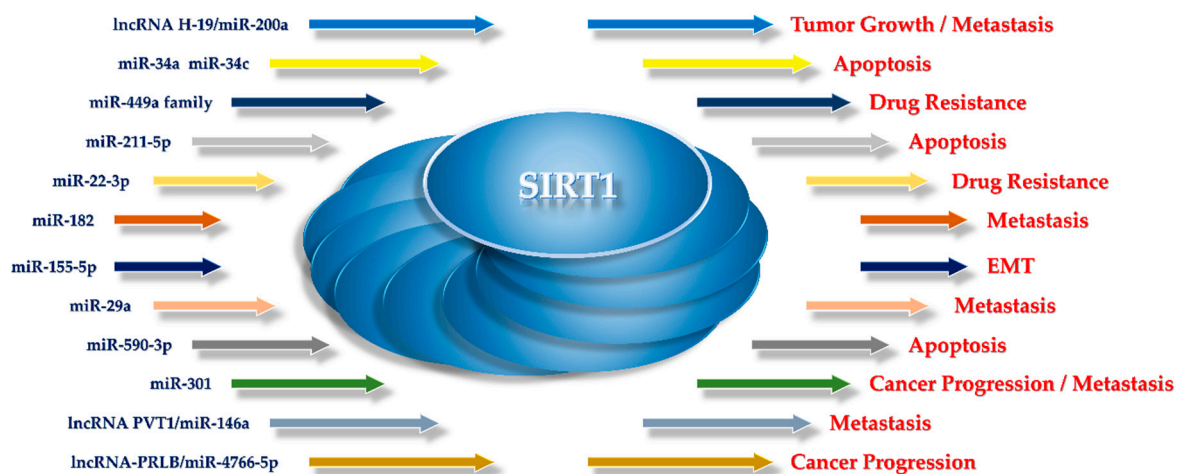 lncRNA H-19/miR-200a Tumor Growth / Metastasis
miR-34a miR-34c Apoptosis
miR-449a family Drug Resistance
miR-211-5p Apoptosis
miR-22-3p Drug Resistance
SIRT1
miR-182 Metastasis
miR-155-5p EMT
miR-29a Metastasis
miR-590-3p Apoptosis
miR-301 Cancer Progression / Metastasis
lncRNA PVT1/miR-146a Metastasis
lncRNA-PRLB/miR-4766-5p Cancer Progression